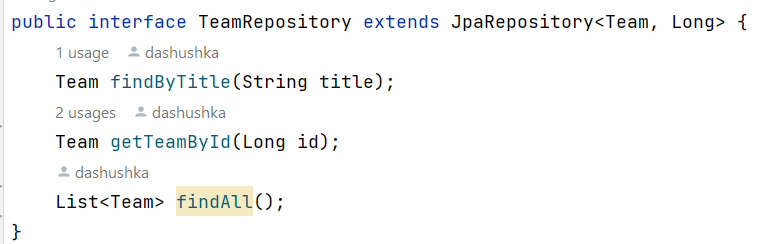 public interface TeamRepository extends JpaRepository<Team, Long> {
1 usage dashushka
Team findByTitle(String title);
2 usages dashushka
Team getTeamById(Long id);
dashushka
List<Team> findAll();
}